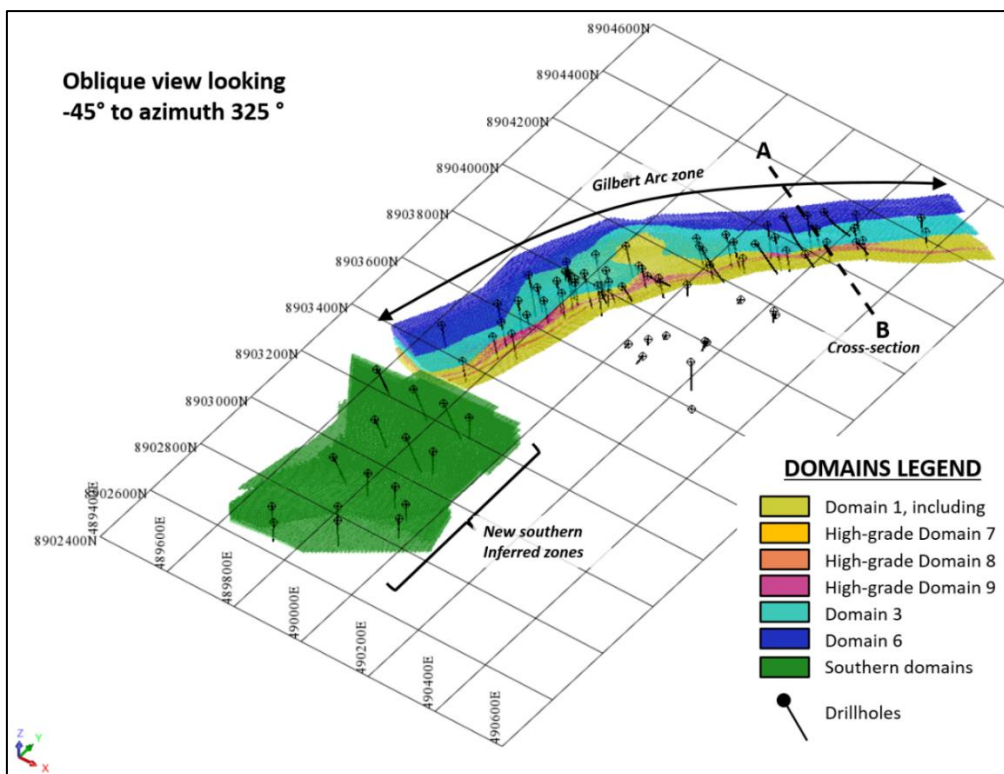 Oblique view looking
-45° to azimuth 325 °
8904600N
8904400N
8904200N
8904000N
8903800N
8903600N
8903400N
8903200N
8903000N
8902800N
8902600N
8902400N
Gilbert Arc zone
A
B
Cross-section
New southern
Inferred zones
489400E
489600E
489800E
490000E
490200E
490400E
490600E
DOMAINS LEGEND
Domain 1, including
High-grade Domain 7
High-grade Domain 8
High-grade Domain 9
Domain 3
Domain 6
Southern domains
Drillholes
Z
Y
X